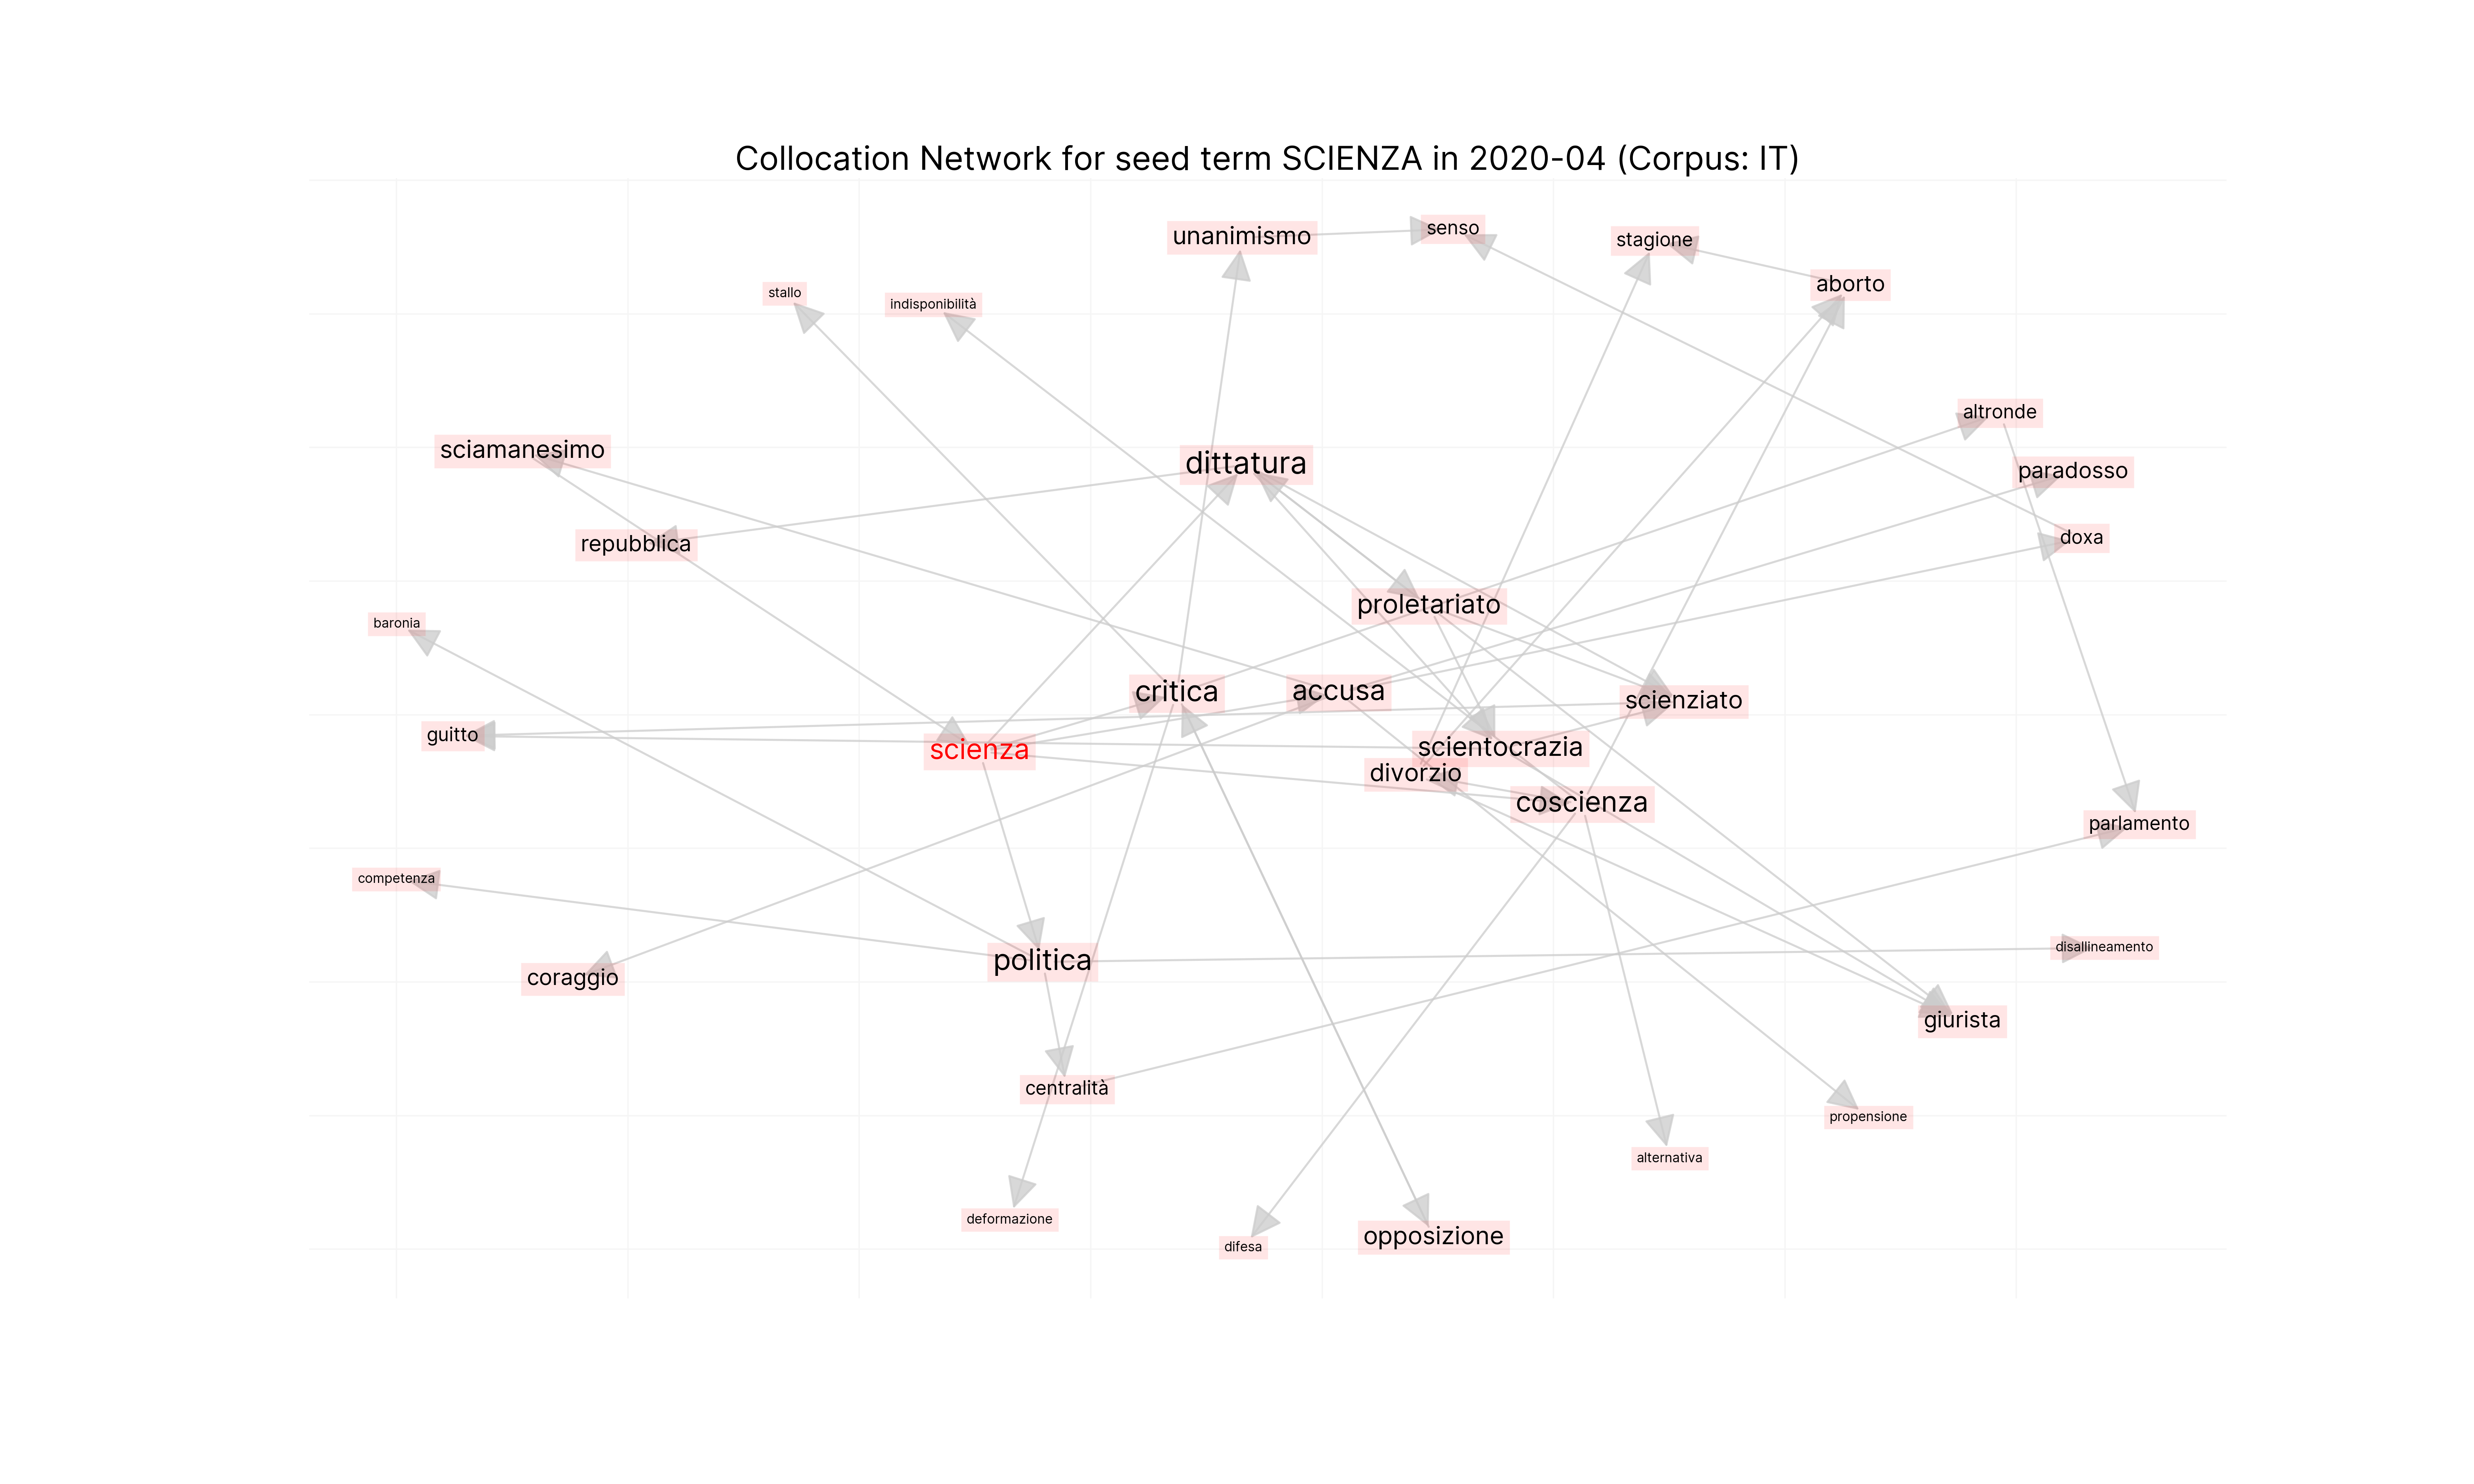 Collocation Network for seed term SCIENZA in 2020-04 (Corpus: IT)
unanimismo
senso
stagione
aborto
stallo
indisponibilità
altronde
sciamanesimo
dittatura
paradosso
repubblica
doxa
proletariato
baronia
critica
accusa
scienziato
guitto
scienza
scientocrazia
divorzio
coscienza
parlamento
competenza
politica
disallineamento
coraggio
giurista
centralità
propensione
alternativa
deformazione
difesa
opposizione